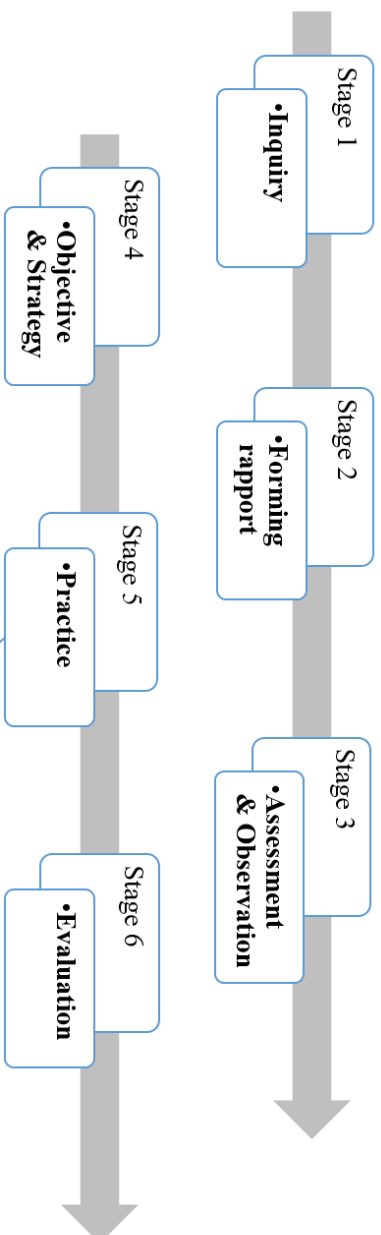 Stage 1
•Inquiry
Stage 2
•Forming
rapport
Stage 3
•Assessment
& Observation
Stage 4
•Objective
& Strategy
Stage 5
•Practice
Stage 6
•Evaluation